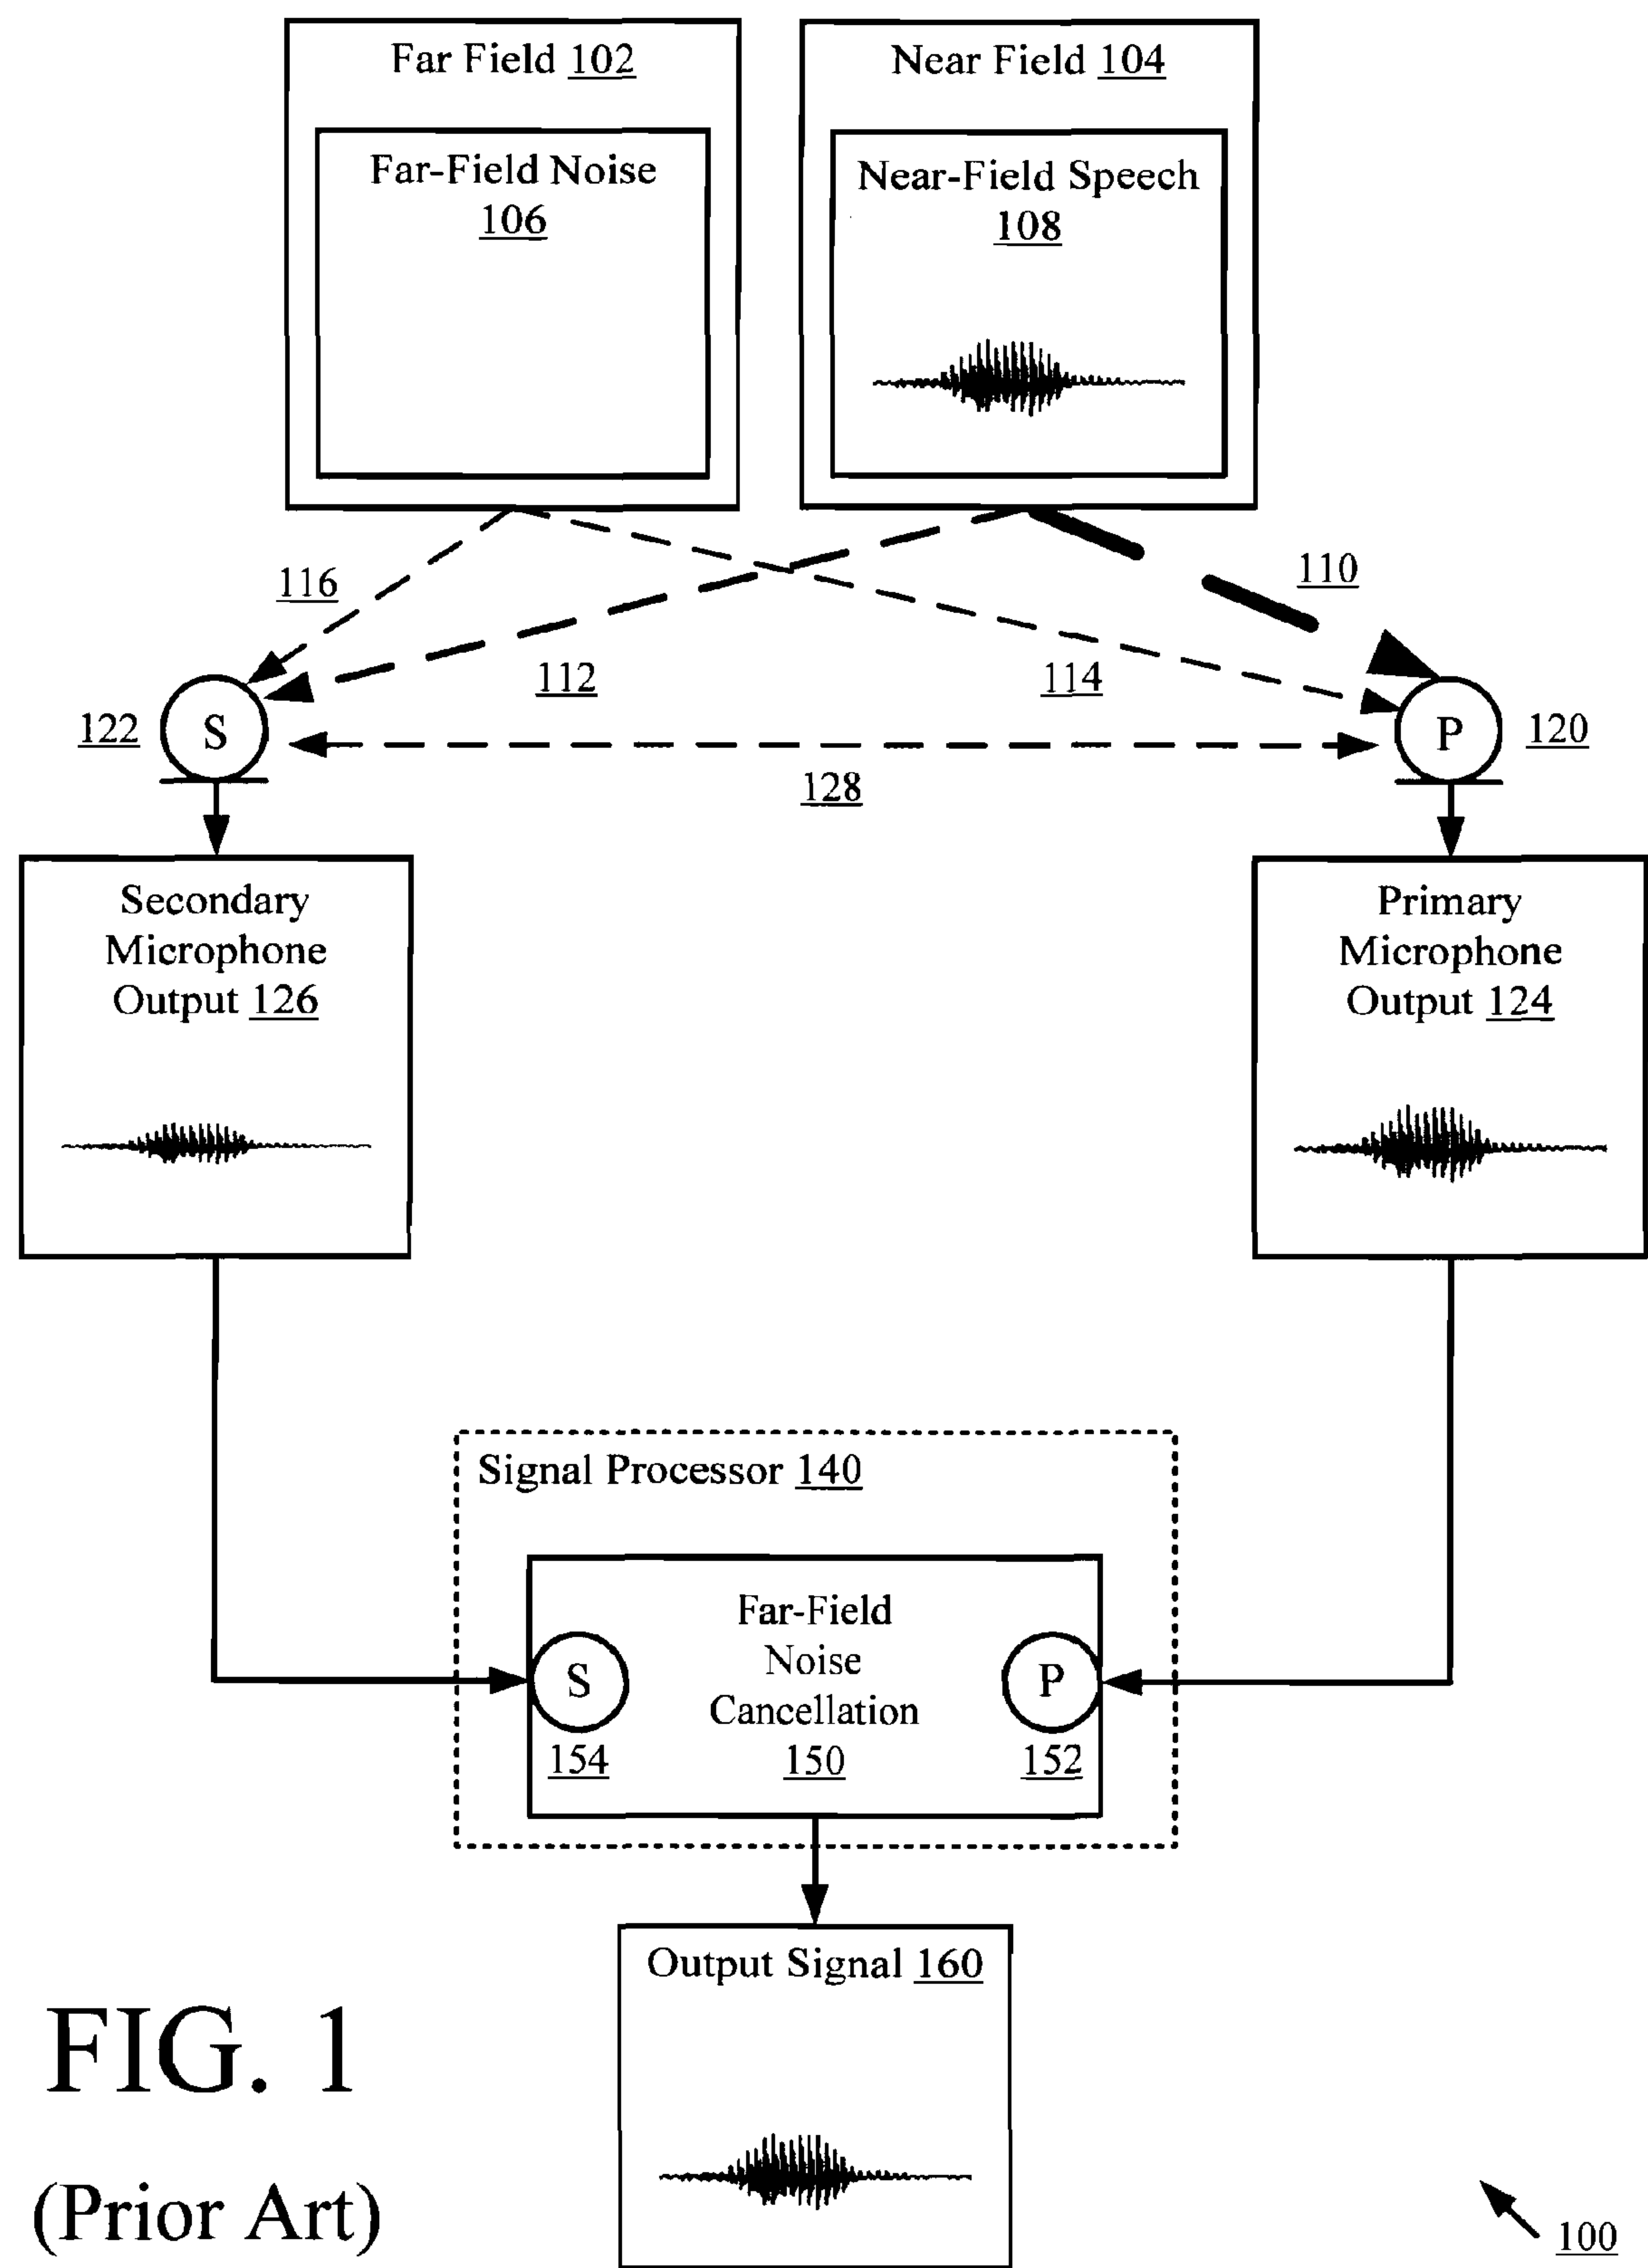 Far Field 102
Near Field 104
Far-Field Noise
106
Near-Field Speech
108
116
110
112
114
122
S
P
120
128
Secondary
Microphone
Output 126
Primary
Microphone
Output 124
Signal Processor 140
Far-Field
Noise
Cancellation
150
S
154
P
152
Output Signal 160
FIG. 1
(Prior Art)
100